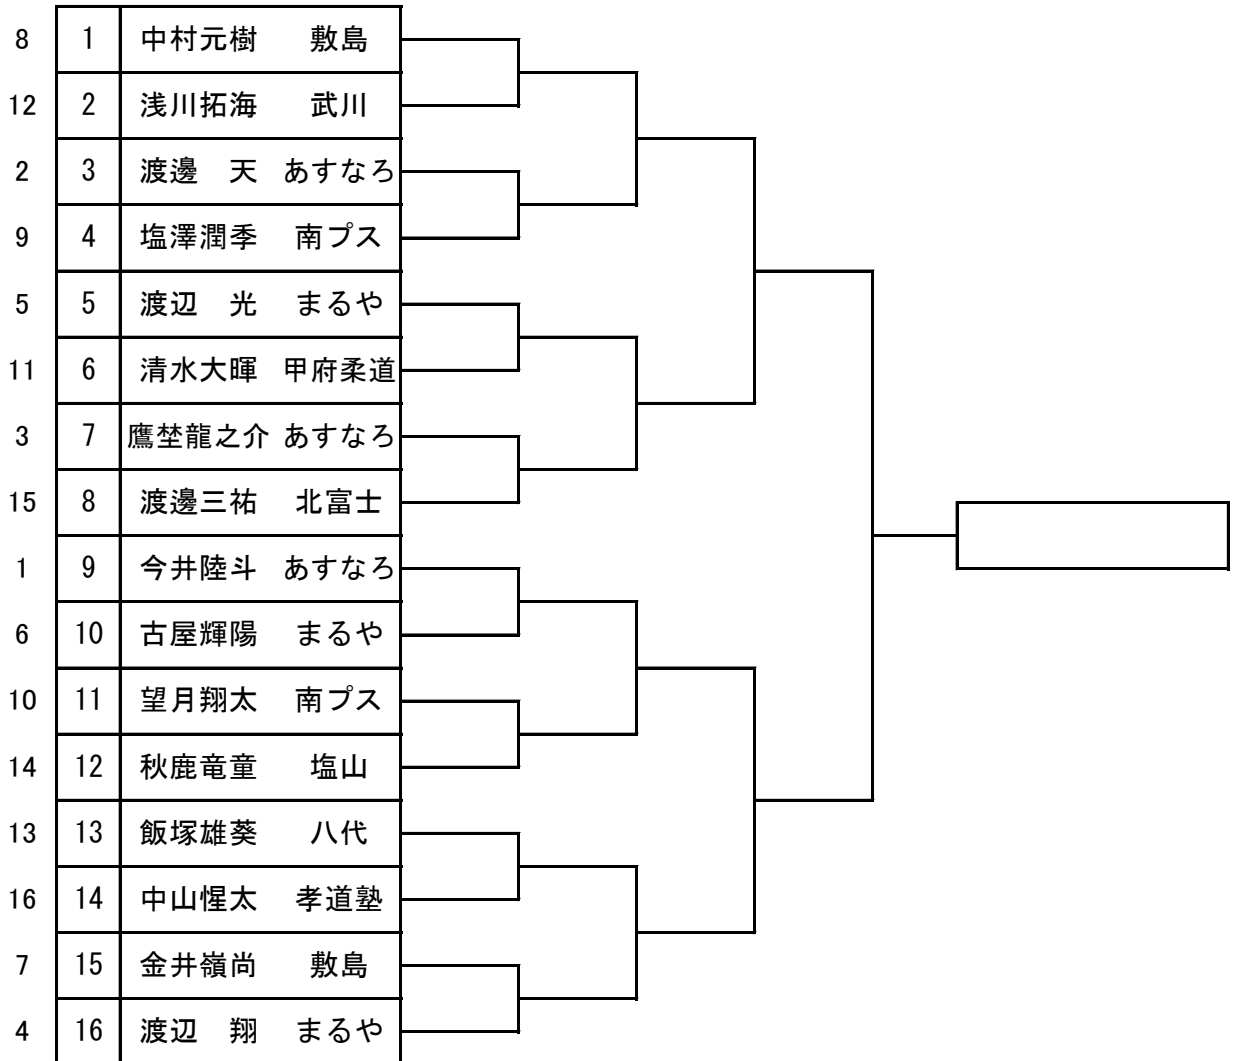 8 1 中村元樹 敷島
12 2 浅川拓海 武川
2 3 渡邊 天 あすなろ
9 4 塩澤潤季 南プス
5 5 渡辺 光 まるや
11 6 清水大暉 甲府柔道
3 7 鷹埜龍之介 あすなろ
15 8 渡邊三祐 北富士
1 9 今井陸斗 あすなろ
6 10 古屋輝陽 まるや
10 11 望月翔太 南プス
14 12 秋鹿竜童 塩山
13 13 飯塚雄葵 八代
16 14 中山惺太 孝道塾
7 15 金井嶺尚 敷島
4 16 渡辺 翔 まるや